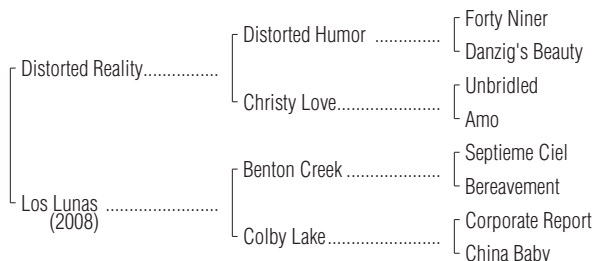 Forty Niner
Distorted Humor ..............
Danzig's Beauty
Distorted Reality................
Unbridled
Christy Love......................
Amo
Septieme Ciel
Benton Creek ....................
Bereavement
Los Lunas ........................
(2008)
Corporate Report
Colby Lake........................
China Baby